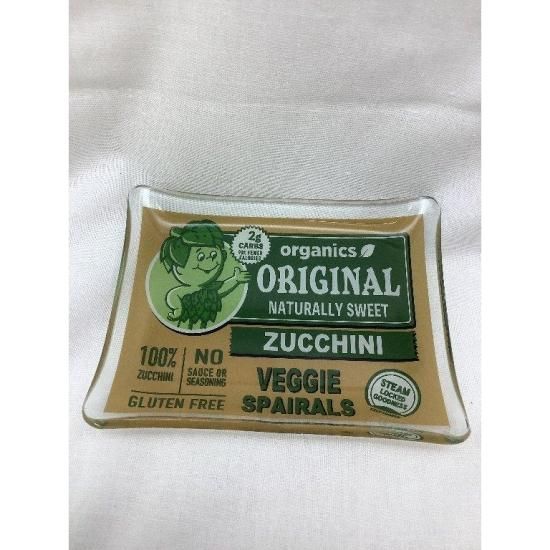 2g
CARBS
organics
ORIGINAL
NATURALLY SWEET
ZUCCHINI
100%
ZUCCHINI
NO
SAUCE OR
SEASONING
GLUTEN FREE
VEGGIE
SPAIRALS
STEAM
LOCKED
GOODNESS